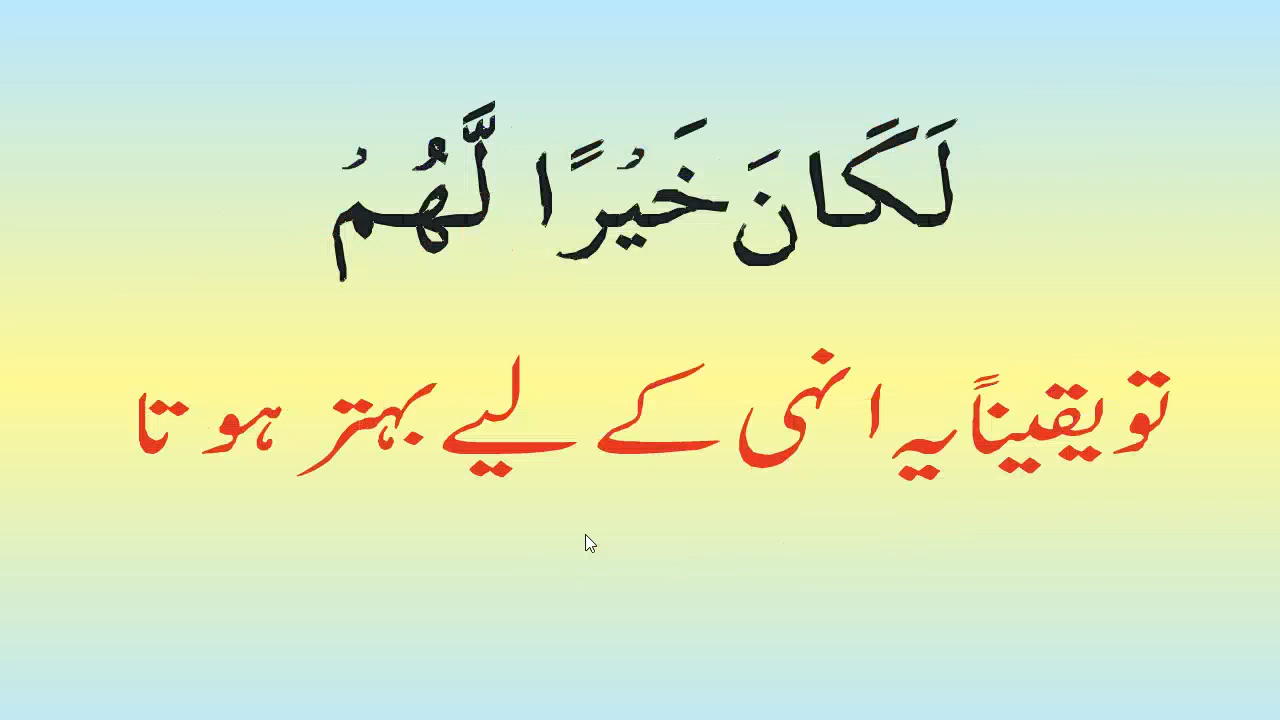 لَكَانَ خَيْرًا لَّهُمْ
تو یقیناً یہ انہی کے لیے بہتر ہوتا